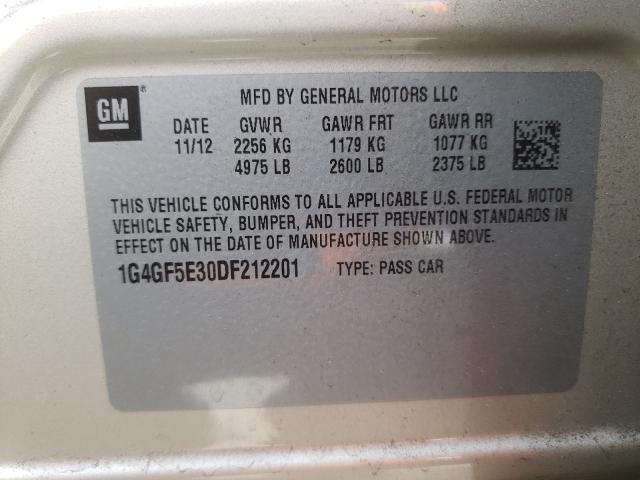 GM
®
MFD BY GENERAL MOTORS LLC
DATE GVWR GAWR FRT GAWR RR
11/12 2256 KG 1179 KG 1077 KG
4975 LB 2600 LB 2375 LB
THIS VEHICLE CONFORMS TO ALL APPLICABLE U.S. FEDERAL MOTOR
VEHICLE SAFETY, BUMPER, AND THEFT PREVENTION STANDARDS IN
EFFECT ON THE DATE OF MANUFACTURE SHOWN ABOVE.
1G4GF5E30DF212201 TYPE: PASS CAR